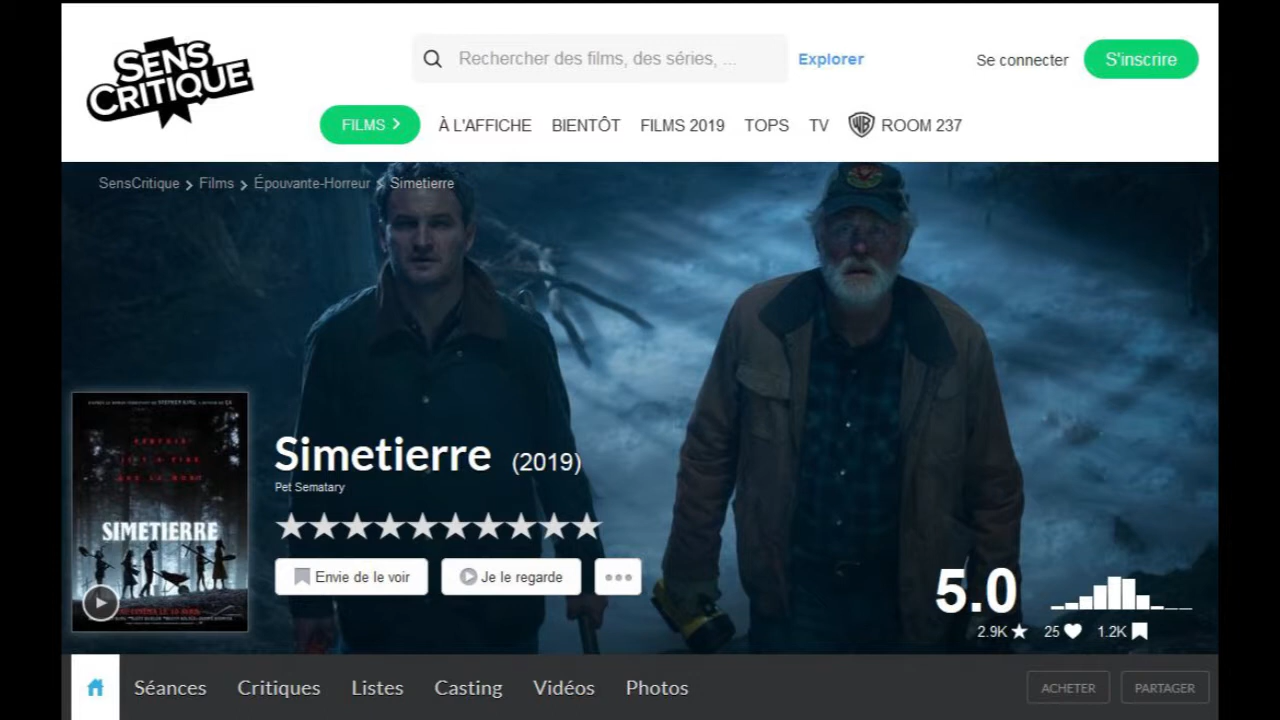 SENS CRITIQUE
Rechercher des films, des séries, ...
Explorer
Se connecter
S'inscrire
FILMS
À L'AFFICHE
BIENTÔT
FILMS 2019
TOPS
TV
WB
ROOM 237
SensCritique > Films > Épouvante-Horreur > Simetierre
SIMETIERRE
Simetierre (2019)
Pet Sematary
Envie de le voir
Je le regarde
5.0
2.9K
25
1.2K
Séances
Critiques
Listes
Casting
Vidéos
Photos
ACHETER
PARTAGER